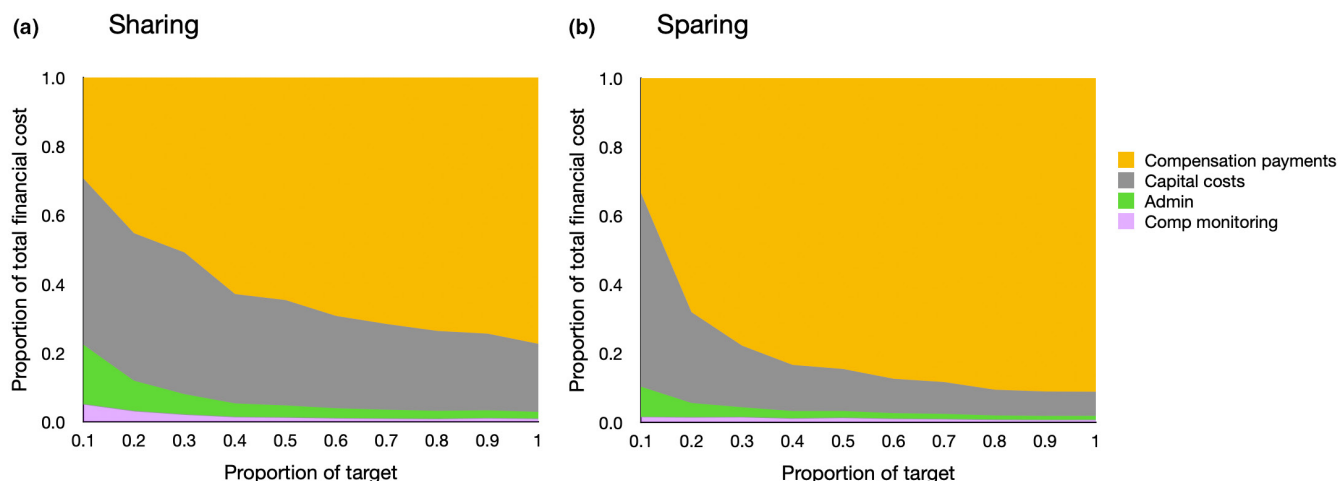 (a) Sharing
Proportion of total financial cost
1.0
0.8
0.6
0.4
0.2
0.0
0.1 0.2 0.3 0.4 0.5 0.6 0.7 0.8 0.9 1
Proportion of target
(b) Sparing
Proportion of total financial cost
1.0
0.8
0.6
0.4
0.2
0.0
0.1 0.2 0.3 0.4 0.5 0.6 0.7 0.8 0.9 1
Proportion of target
Compensation payments
Capital costs
Admin
Comp monitoring